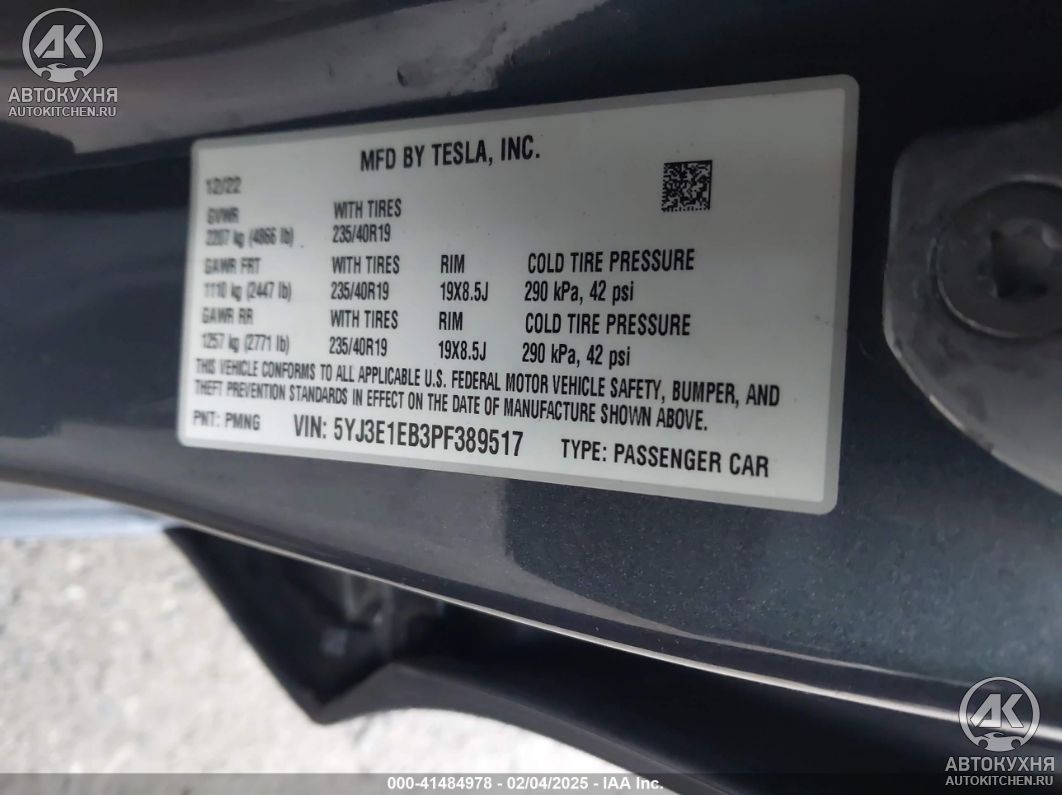 AK
АВТОКУХНЯ
AUTOKITCHEN.RU
MFD BY TESLA, INC.
12/22
GVWR WITH TIRES
2207 kg (4866 lb) 235/40R19
GAWR FRT WITH TIRES RIM COLD TIRE PRESSURE
1110 kg (2447 lb) 235/40R19 19X8.5J 290 kPa, 42 psi
GAWR RR WITH TIRES RIM COLD TIRE PRESSURE
1257 kg (2771 lb) 235/40R19 19X8.5J 290 kPa, 42 psi
THIS VEHICLE CONFORMS TO ALL APPLICABLE U.S. FEDERAL MOTOR VEHICLE SAFETY, BUMPER, AND
THEFT PREVENTION STANDARDS IN EFFECT ON THE DATE OF MANUFACTURE SHOWN ABOVE.
PNT: PMNG VIN: 5YJ3E1EB3PF389517 TYPE: PASSENGER CAR
AK
АВТОКУХНЯ
AUTOKITCHEN.RU
000-41484978 - 02/04/2025 - IAA Inc.